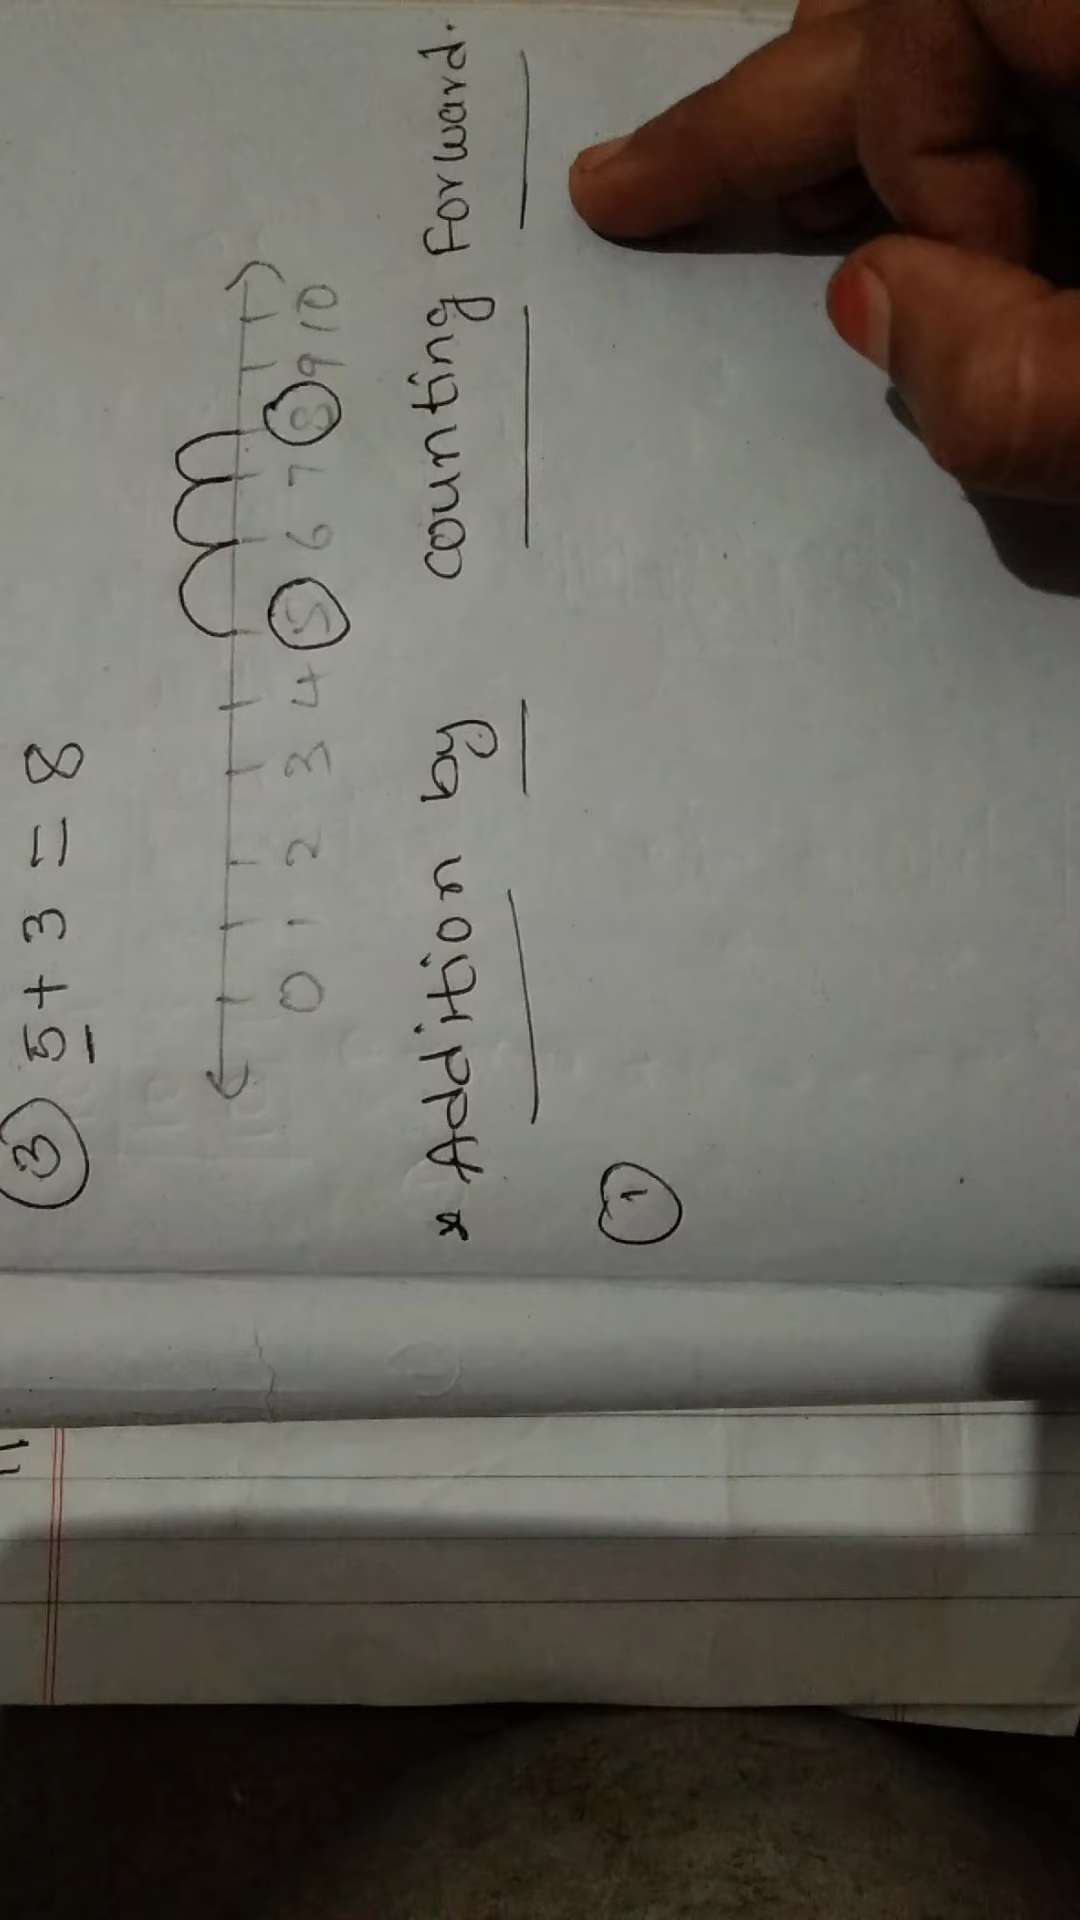 ③ 5 + 3 = 8
0 1 2 3 4 5 6 7 8 9 10
* Addition by counting forward.
①